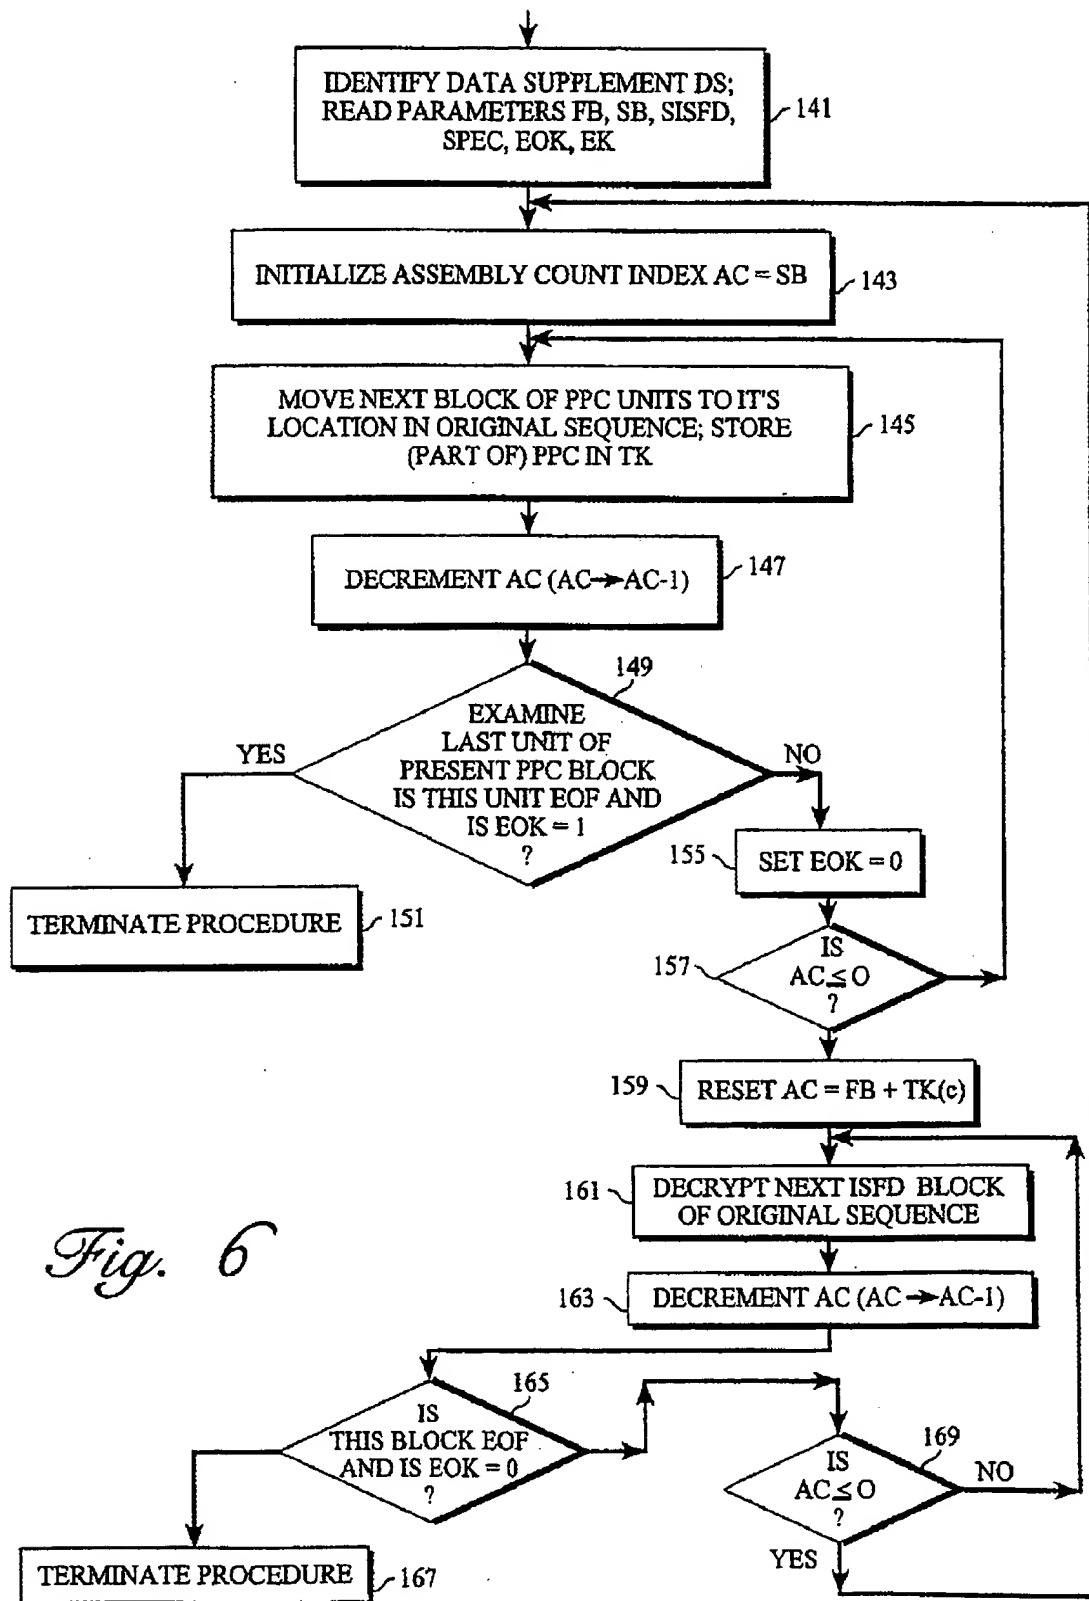 IDENTIFY DATA SUPPLEMENT DS;
READ PARAMETERS FB, SB, SISFD,
SPEC, EOK, EK
141
INITIALIZE ASSEMBLY COUNT INDEX AC = SB
143
MOVE NEXT BLOCK OF PPC UNITS TO IT'S
LOCATION IN ORIGINAL SEQUENCE; STORE
(PART OF) PPC IN TK
145
DECREMENT AC (AC→AC-1)
147
149
EXAMINE
LAST UNIT OF
PRESENT PPC BLOCK
IS THIS UNIT EOF AND
IS EOK = 1
?
YES
NO
TERMINATE PROCEDURE
151
155
SET EOK = 0
157
IS
AC ≤ O
?
159
RESET AC = FB + TK(c)
161
DECRYPT NEXT ISFD BLOCK
OF ORIGINAL SEQUENCE
163
DECREMENT AC (AC→AC-1)
165
IS
THIS BLOCK EOF
AND IS EOK = 0
?
TERMINATE PROCEDURE
167
169
IS
AC ≤ O
?
NO
YES
Fig. 6